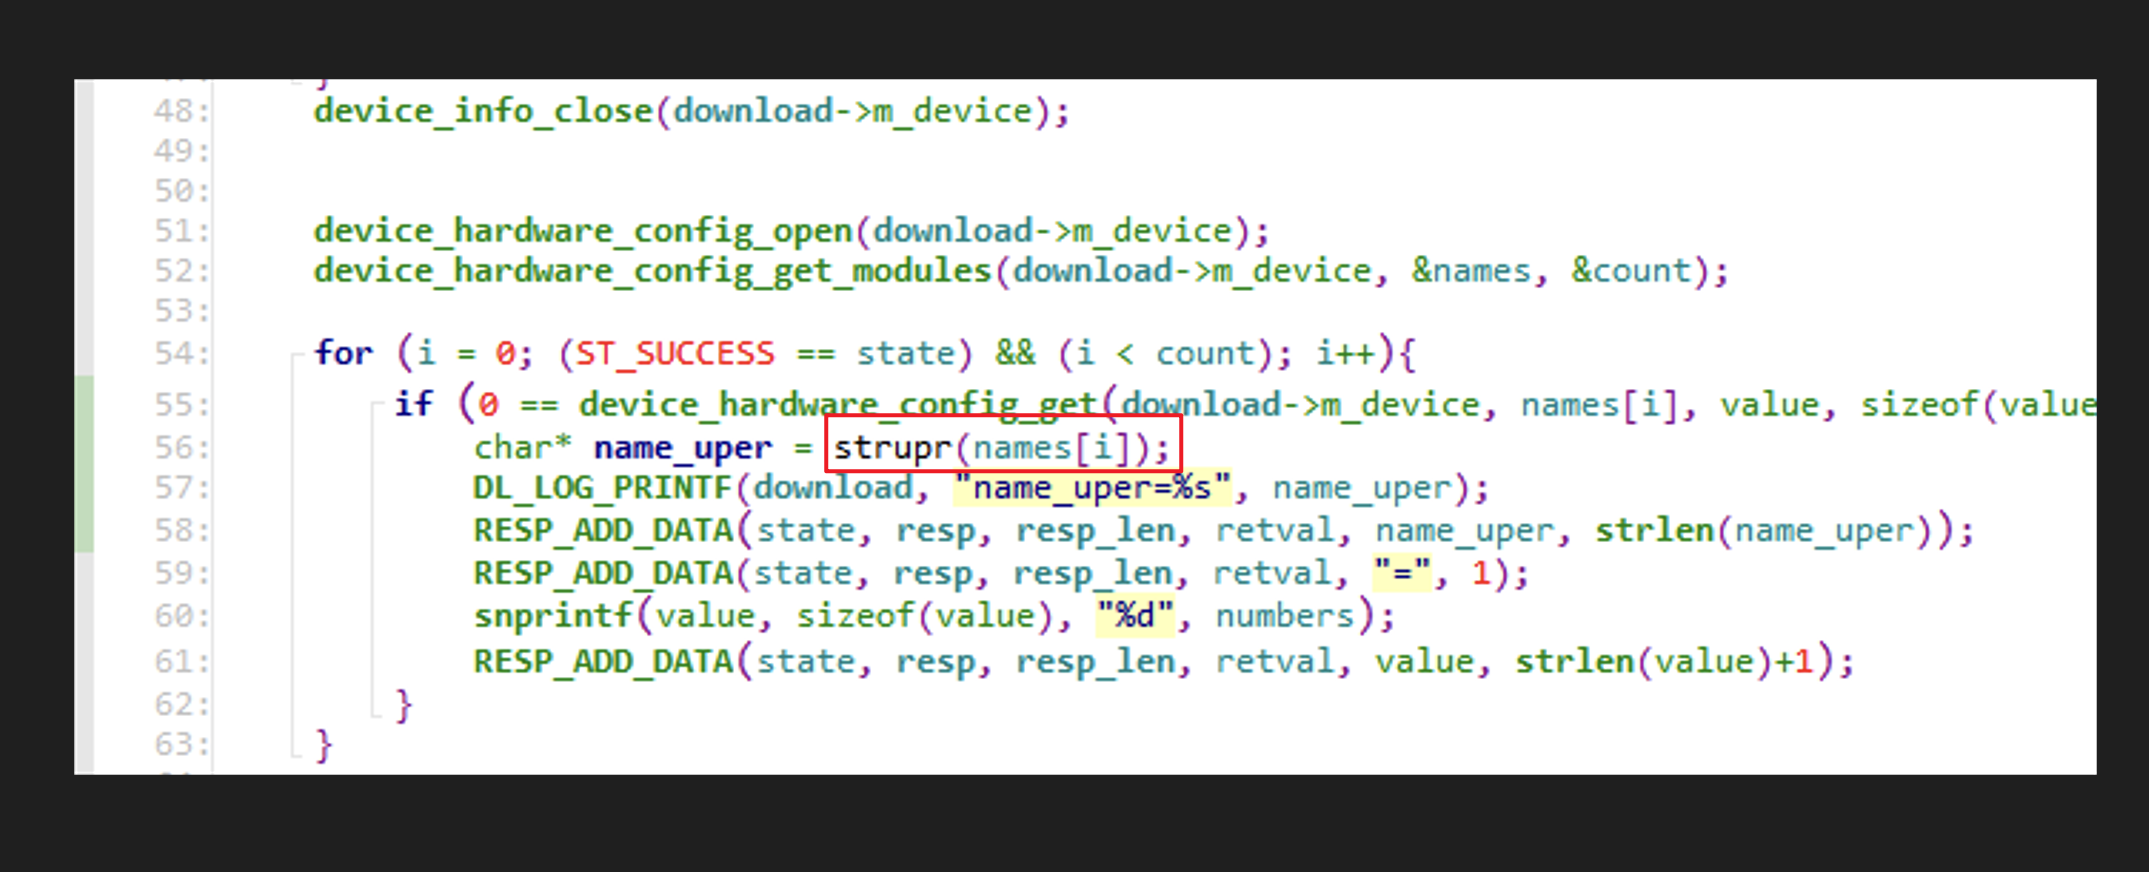 48: device_info_close(download->m_device);
49:
50:
51: device_hardware_config_open(download->m_device);
52: device_hardware_config_get_modules(download->m_device, &names, &count);
53:
54: for (i = 0; (ST_SUCCESS == state) && (i < count); i++){
55: if (0 == device_hardware_config_get(download->m_device, names[i], value, sizeof(value
56: char* name_uper = strupr(names[i]);
57: DL_LOG_PRINTF(download, "name_uper=%s", name_uper);
58: RESP_ADD_DATA(state, resp, resp_len, retval, name_uper, strlen(name_uper));
59: RESP_ADD_DATA(state, resp, resp_len, retval, "=", 1);
60: snprintf(value, sizeof(value), "%d", numbers);
61: RESP_ADD_DATA(state, resp, resp_len, retval, value, strlen(value)+1);
62: }
63: }